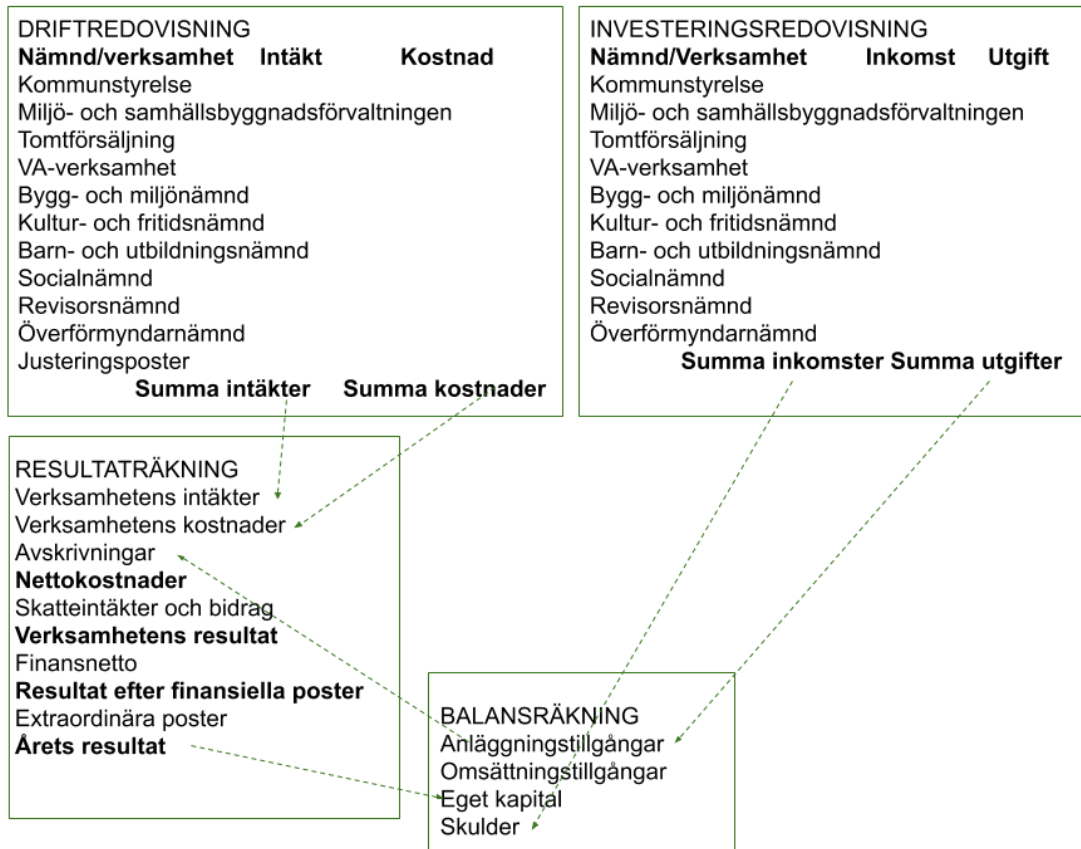 DRIFTREDOVISNING
Nämnd/verksamhet Intäkt Kostnad
Kommunstyrelse
Miljö- och samhällsbyggnadsförvaltningen
Tomtförsäljning
VA-verksamhet
Bygg- och miljönämnd
Kultur- och fritidsnämnd
Barn- och utbildningsnämnd
Socialnämnd
Revisorsnämnd
Överförmyndarnämnd
Justeringsposter
Summa intäkter Summa kostnader
INVESTERINGSREDOVISNING
Nämnd/Verksamhet Inkomst Utgift
Kommunstyrelse
Miljö- och samhällsbyggnadsförvaltningen
Tomtförsäljning
VA-verksamhet
Bygg- och miljönämnd
Kultur- och fritidsnämnd
Barn- och utbildningsnämnd
Socialnämnd
Revisorsnämnd
Överförmyndarnämnd
Summa inkomster Summa utgifter
RESULTATRÄKNING
Verksamhetens intäkter
Verksamhetens kostnader
Avskrivningar
Nettokostnader
Skatteintäkter och bidrag
Verksamhetens resultat
Finansnetto
Resultat efter finansiella poster
Extraordinära poster
Årets resultat
BALANSRÄKNING
Anläggningstillgångar
Omsättningstillgångar
Eget kapital
Skulder